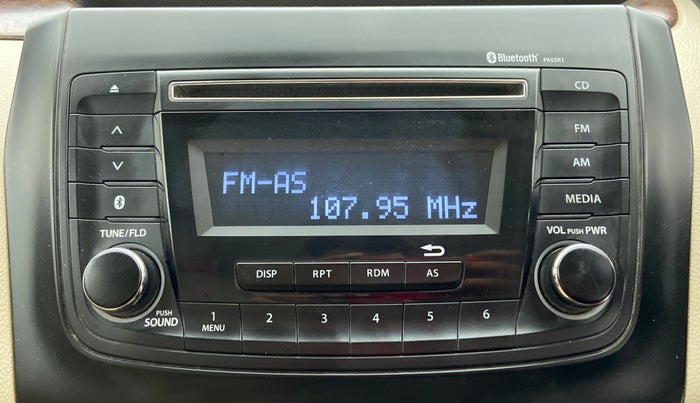 Bluetooth® PA55R1
CD
FM
AM
MEDIA
FM-AS
107.95 MHz
TUNE/FLD
VOL PUSH PWR
DISP RPT RDM AS
PUSH SOUND
1 MENU 2 3 4 5 6